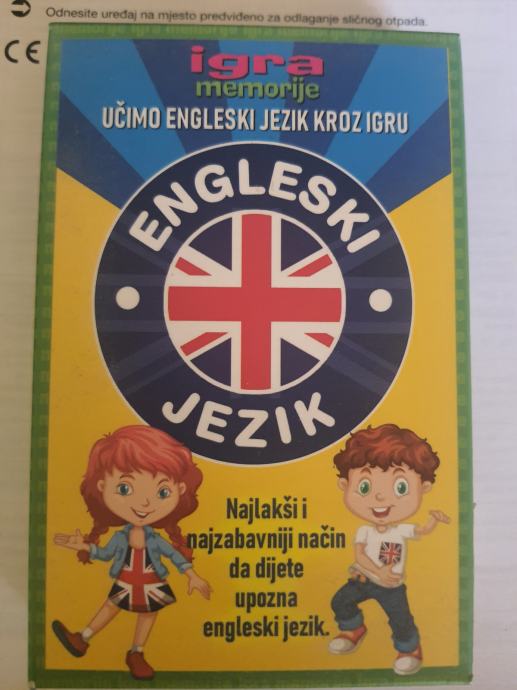 Odnesite uređaj na mjesto predviđeno za odlaganje sličnog otpada.
CE
igra
memorije
UČIMO ENGLESKI JEZIK KROZ IGRU
ENGLESKI
JEZIK
Najlakši i
najzabavniji način
da dijete
upozna
engleski jezik.